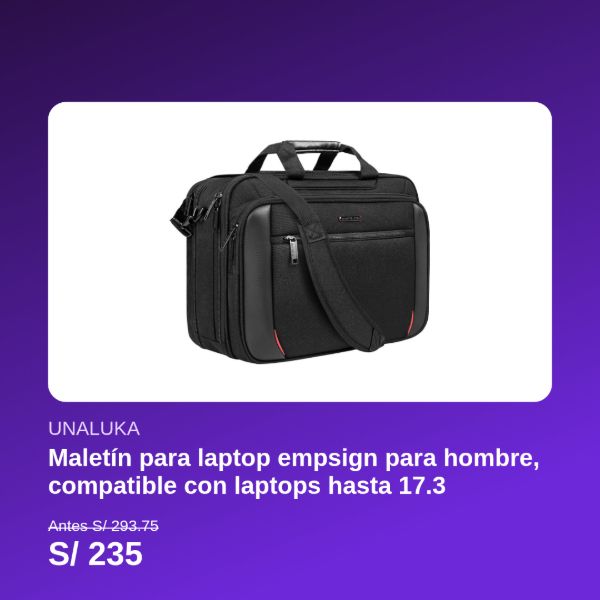 UNALUKA
Maletín para laptop empsign para hombre,
compatible con laptops hasta 17.3
Antes S/ 293.75
S/ 235